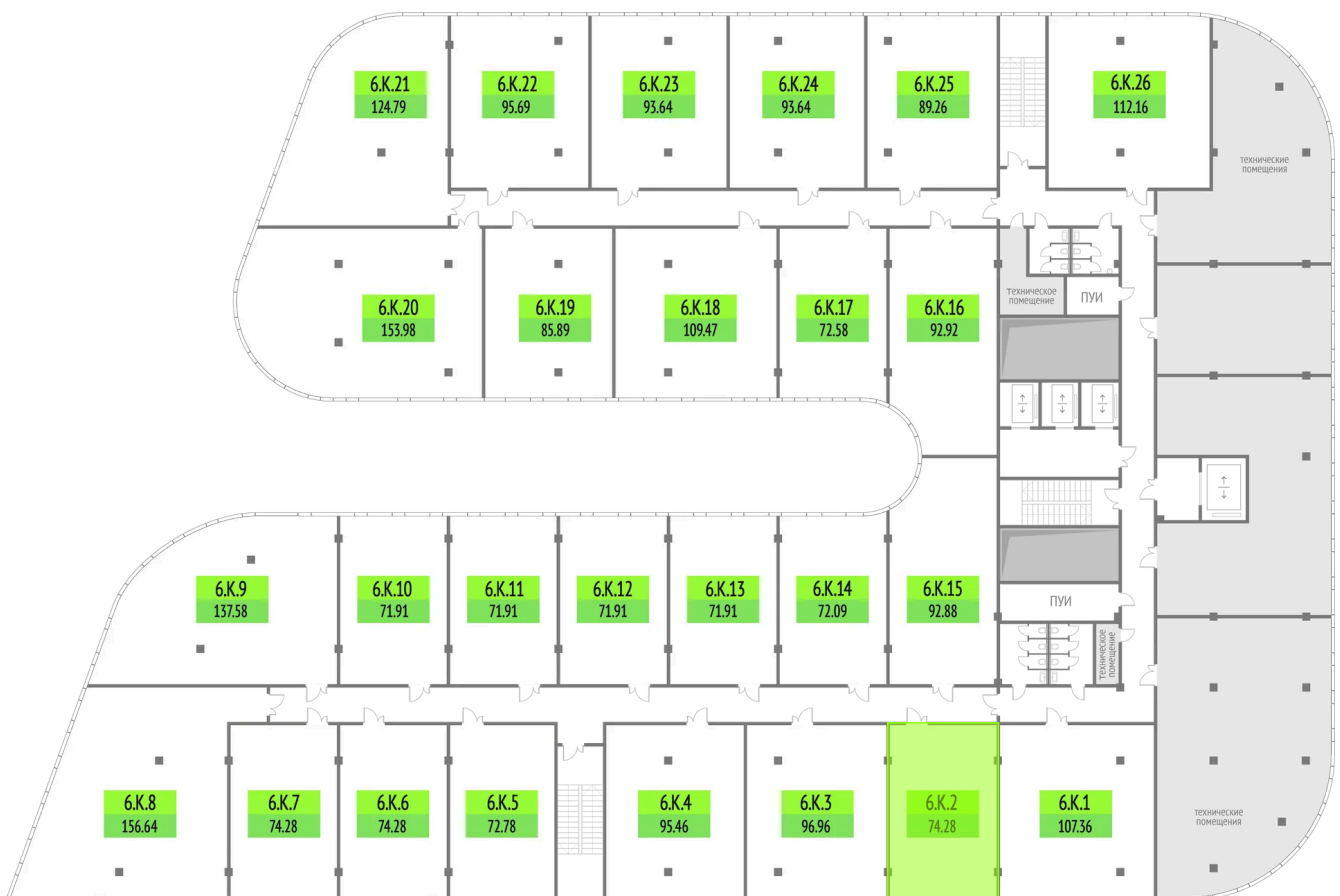 6.К.21
124.79
6.К.22
95.69
6.К.23
93.64
6.К.24
93.64
6.К.25
89.26
6.К.26
112.16
технические
помещения
6.К.20
153.98
6.К.19
85.89
6.К.18
109.47
6.К.17
72.58
6.К.16
92.92
техническое
помещение
ПУИ
6.К.9
137.58
6.К.10
71.91
6.К.11
71.91
6.К.12
71.91
6.К.13
71.91
6.К.14
72.09
6.К.15
92.88
ПУИ
техническое
помещение
6.К.8
156.64
6.К.7
74.28
6.К.6
74.28
6.К.5
72.78
6.К.4
95.46
6.К.3
96.96
6.К.2
74.28
6.К.1
107.36
технические
помещения